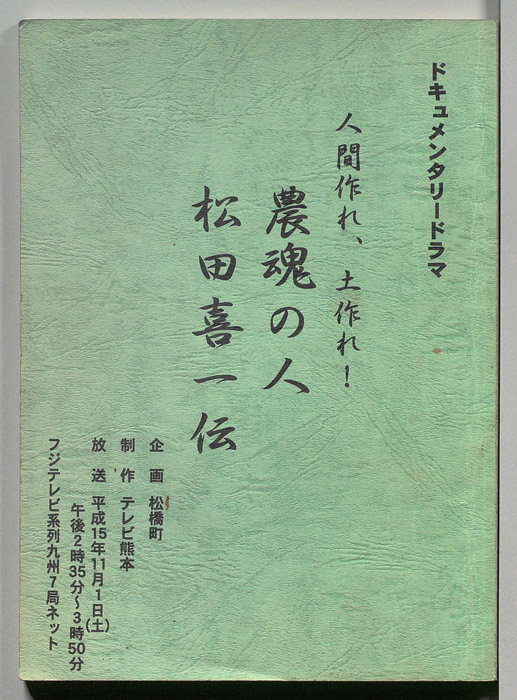 ドキュメンタリードラマ
人間作れ、土作れ!
農魂の人
松田喜一伝
企画 松橋町
制作 テレビ熊本
放送 平成15年11月1日(土)
午後2時35分〜3時50分
フジテレビ系列九州7局ネット